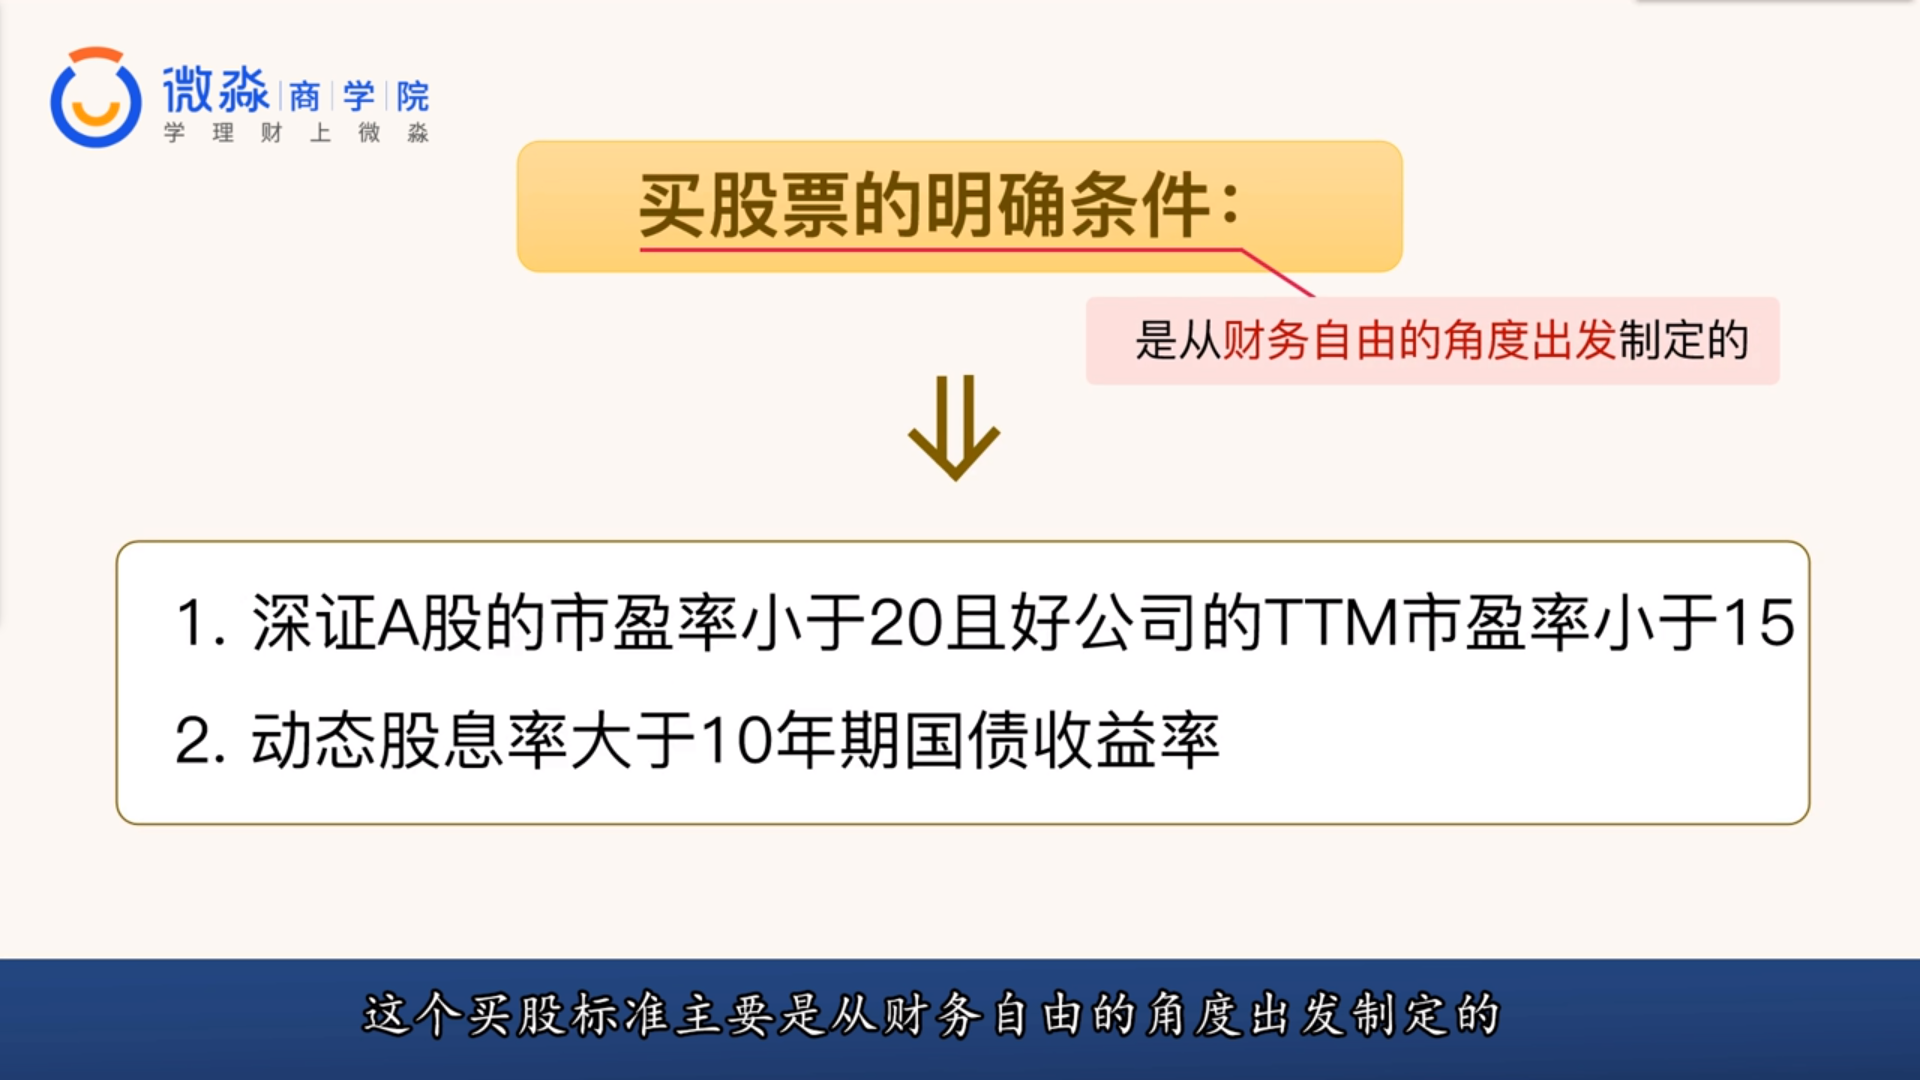 微淼商学院
学理财上微淼
买股票的明确条件：
是从财务自由的角度出发制定的
1. 深证A股的市盈率小于20且好公司的TTM市盈率小于15
2. 动态股息率大于10年期国债收益率
这个买股标准主要是从财务自由的角度出发制定的